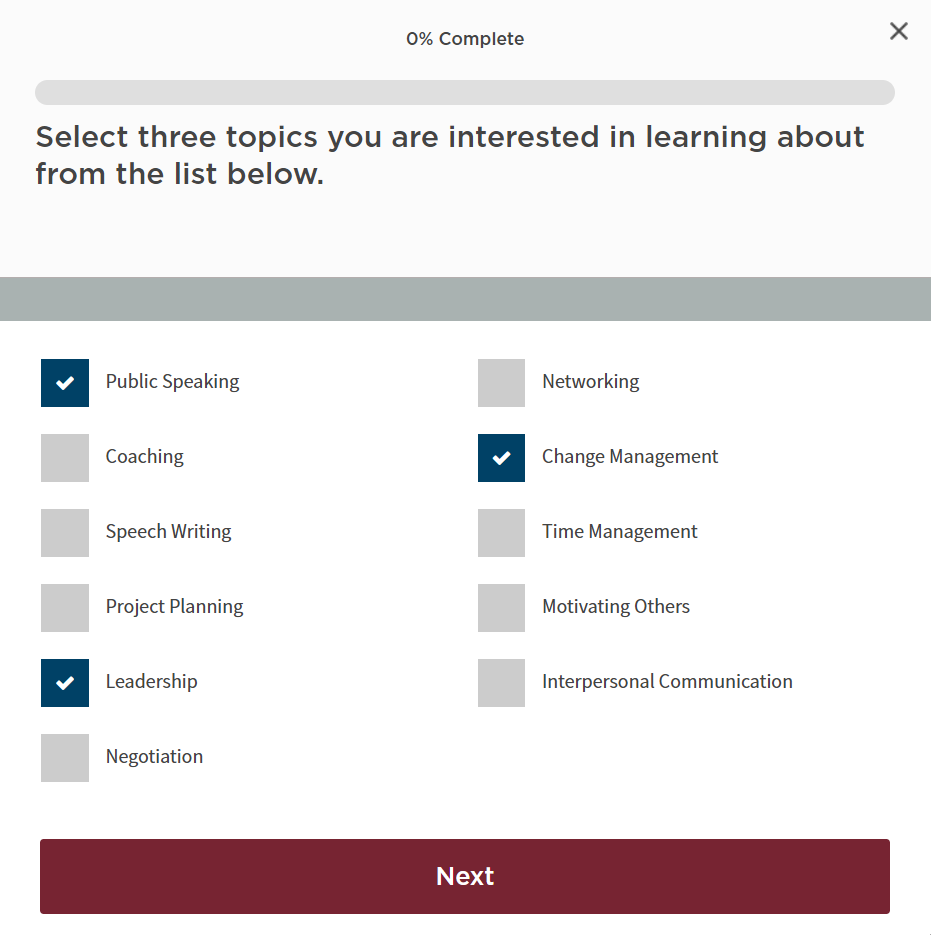 0% Complete
Select three topics you are interested in learning about
from the list below.
Public Speaking
Networking
Coaching
Change Management
Speech Writing
Time Management
Project Planning
Motivating Others
Leadership
Interpersonal Communication
Negotiation
Next